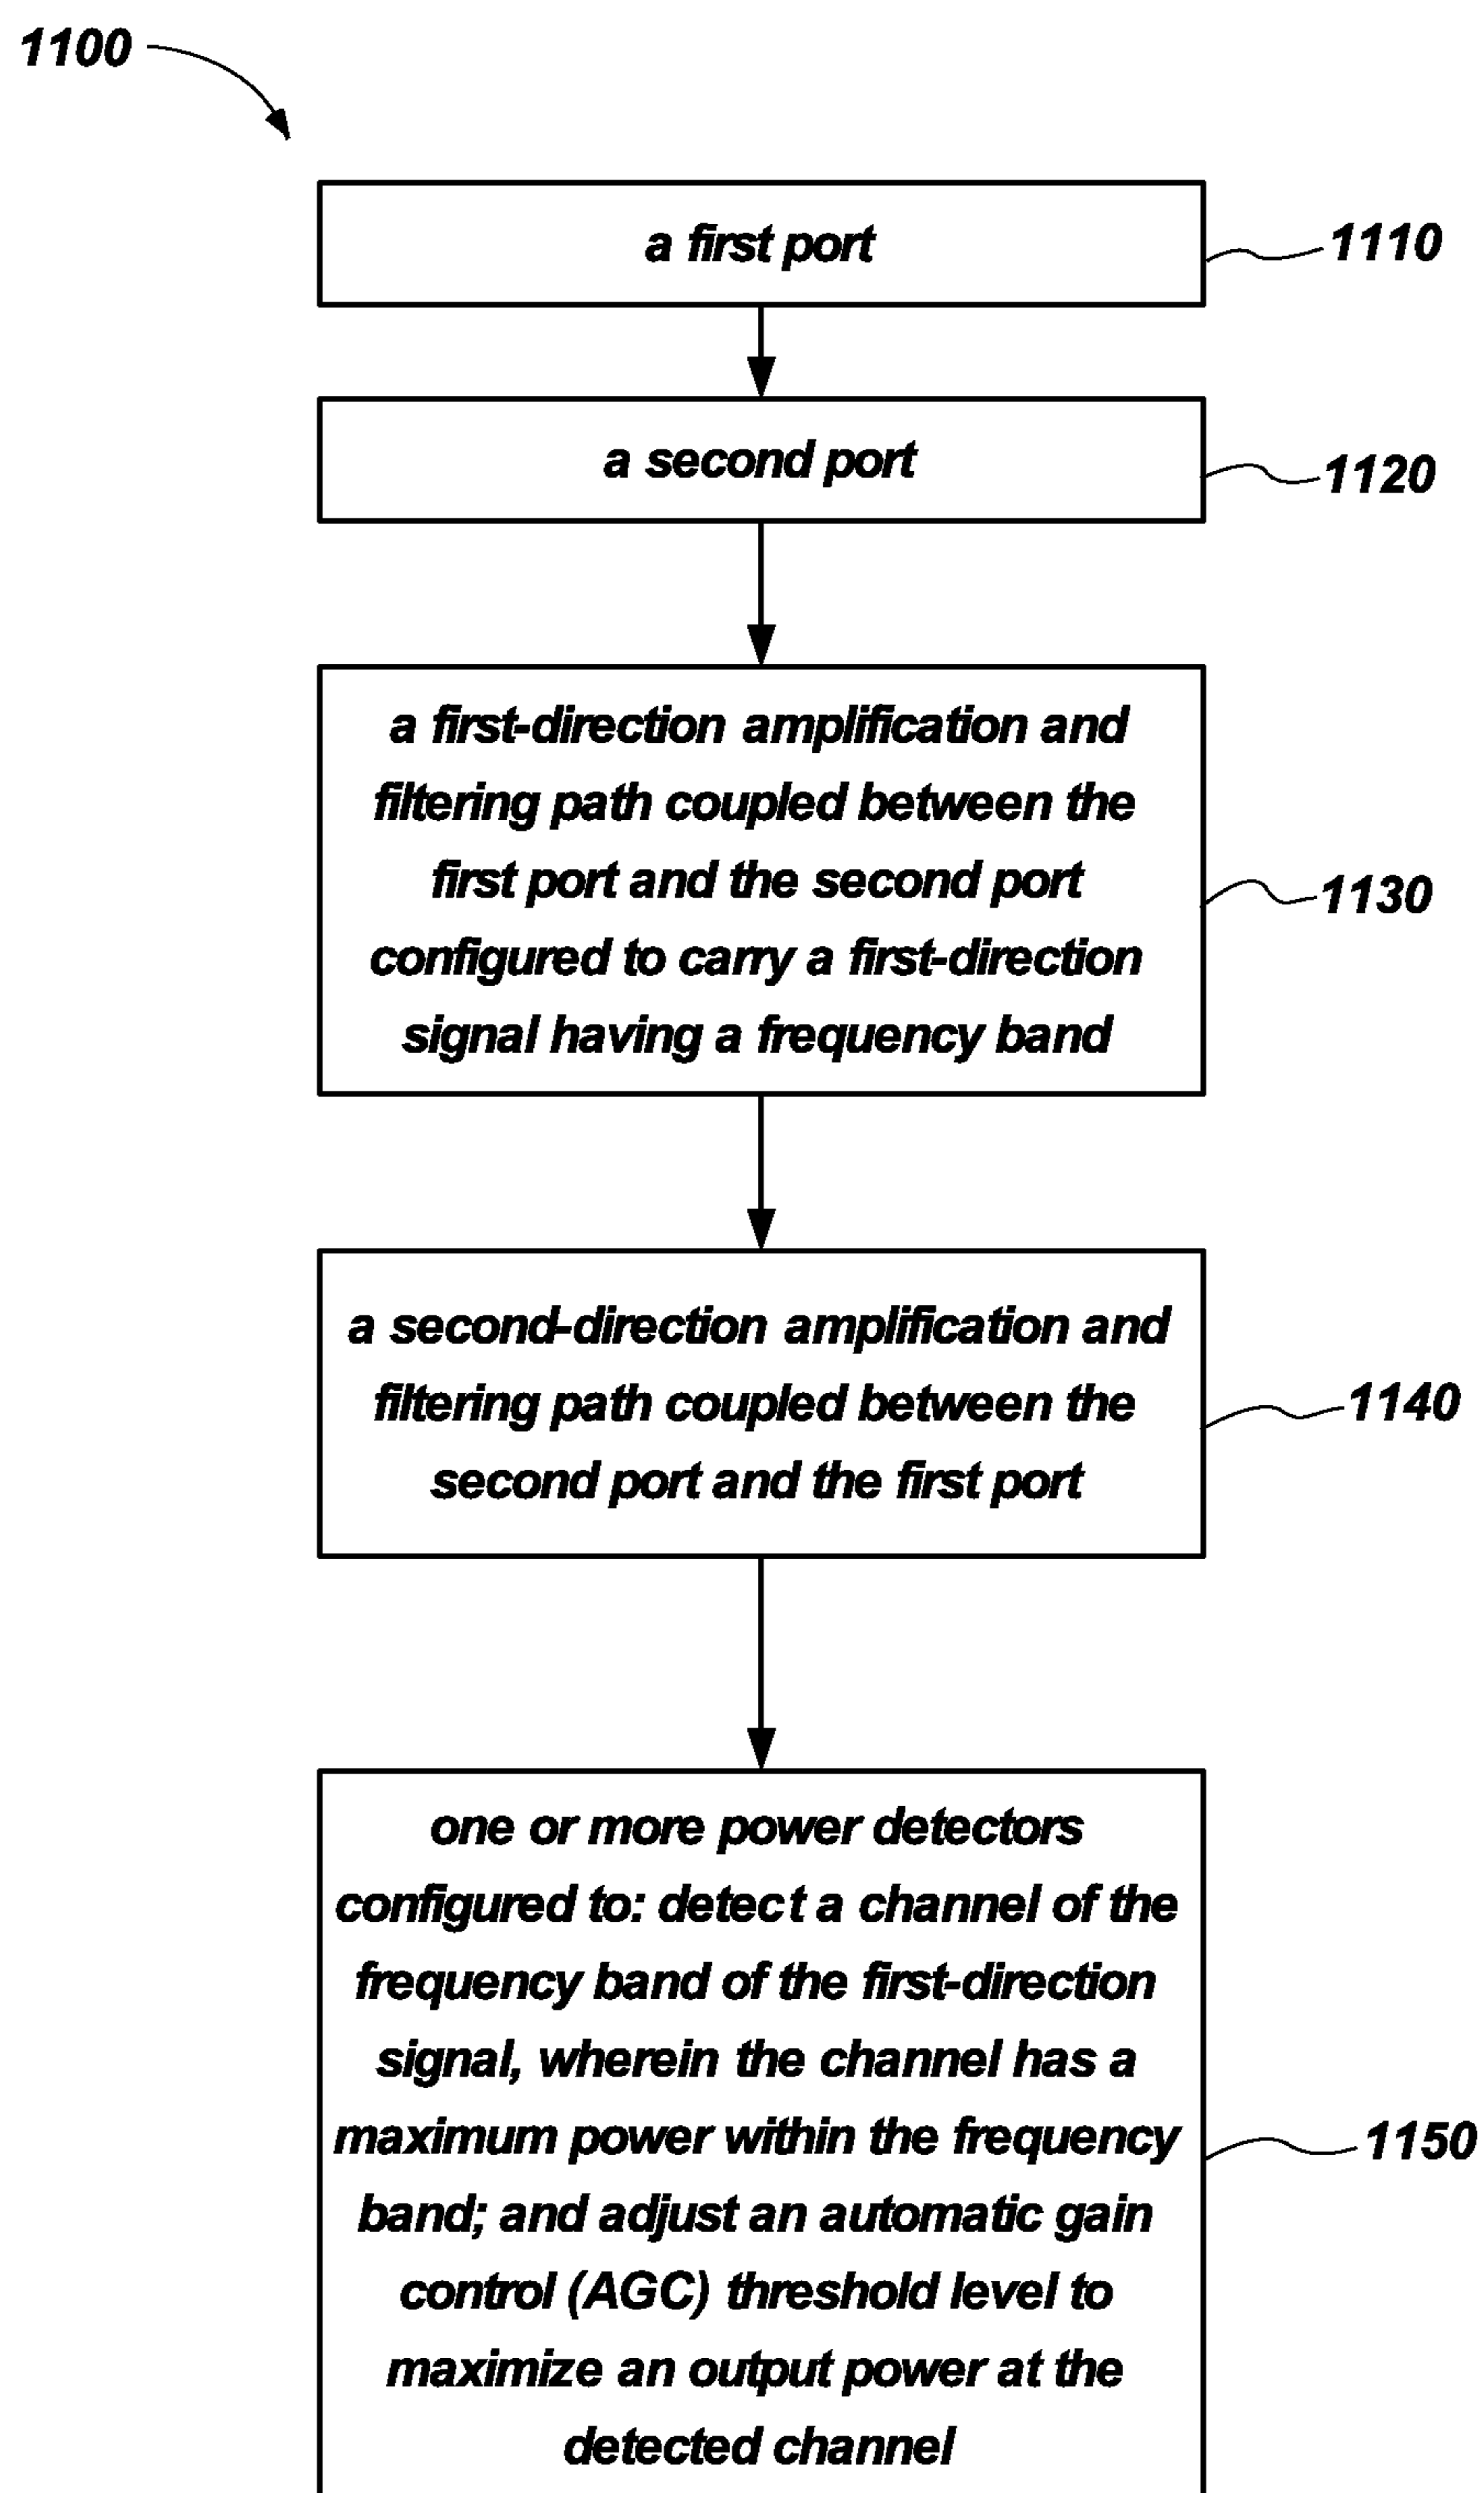 1100
a first port
1110
a second port
1120
a first-direction amplification and
filtering path coupled between the
first port and the second port
configured to carry a first-direction
signal having a frequency band
1130
a second-direction amplification and
filtering path coupled between the
second port and the first port
1140
one or more power detectors
configured to: detect a channel of the
frequency band of the first-direction
signal, wherein the channel has a
maximum power within the frequency
band; and adjust an automatic gain
control (AGC) threshold level to
maximize an output power at the
detected channel
1150